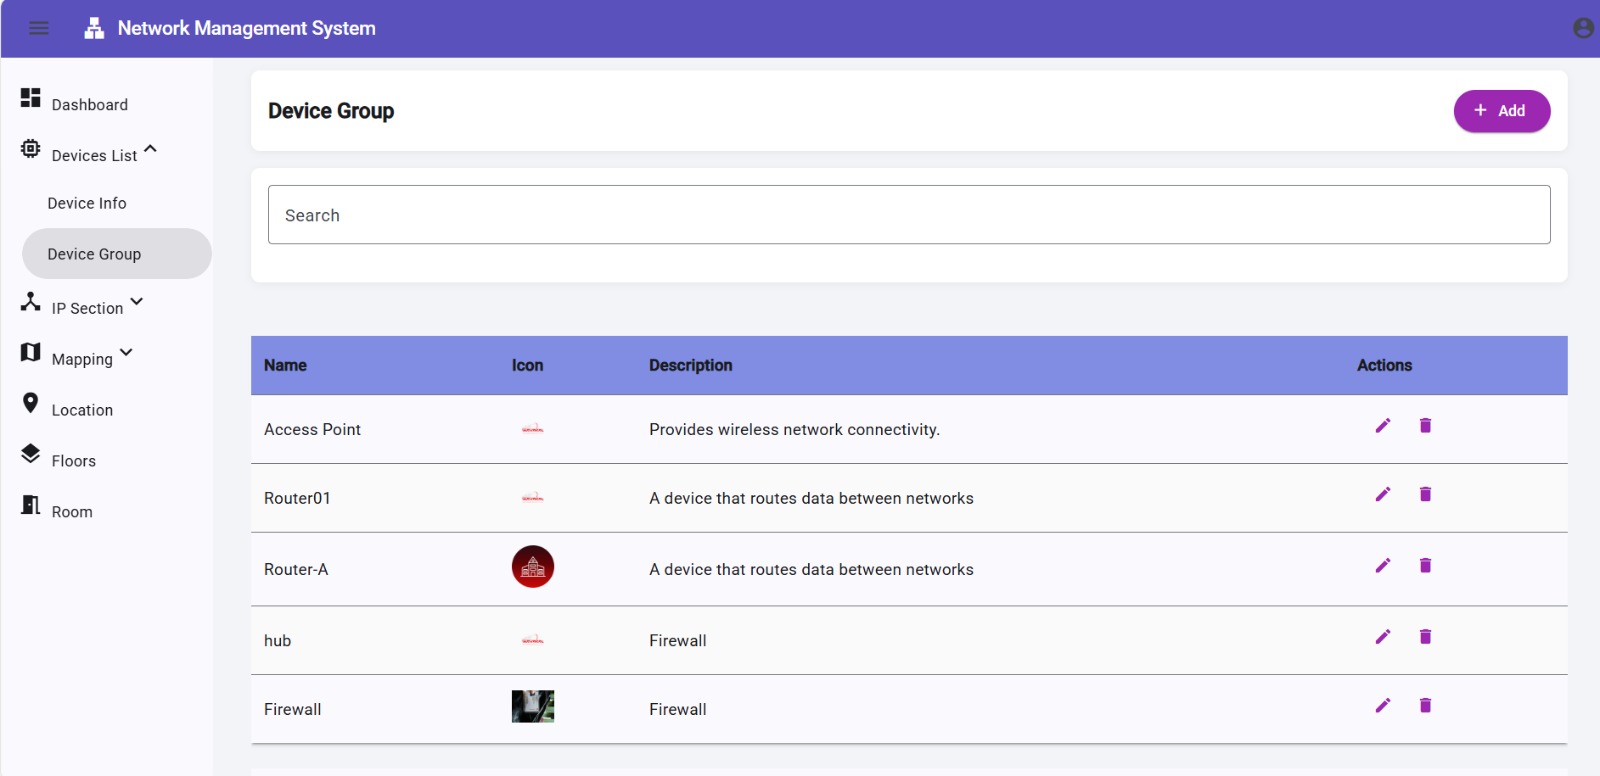 Network Management System
Dashboard
Devices List
Device Info
Device Group
IP Section
Mapping
Location
Floors
Room
Device Group
+ Add
Search
Name Icon Description Actions
Access Point Provides wireless network connectivity.
Router01 A device that routes data between networks
Router-A A device that routes data between networks
hub Firewall
Firewall Firewall